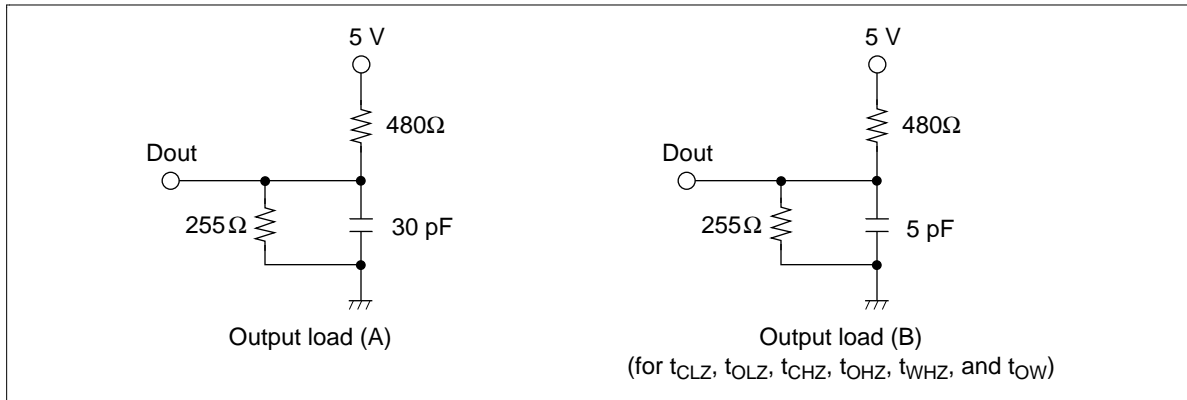 5 V
480Ω
Dout
255Ω
30 pF
Output load (A)
5 V
480Ω
Dout
255Ω
5 pF
Output load (B)
(for tCLZ, tOLZ, tCHZ, tOHZ, tWHZ, and tOW)